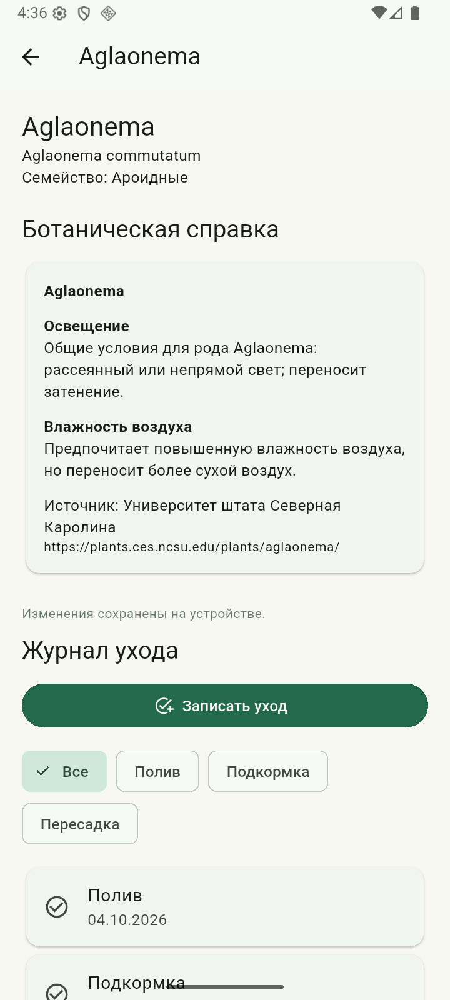 4:36
Aglaonema
Aglaonema
Aglaonema commutatum
Семейство: Ароидные
Ботаническая справка
Aglaonema
Освещение
Общие условия для рода Aglaonema:
рассеянный или непрямой свет; переносит
затенение.
Влажность воздуха
Предпочитает повышенную влажность воздуха,
но переносит более сухой воздух.
Источник: Университет штата Северная
Каролина
https://plants.ces.ncsu.edu/plants/aglaonema/
Изменения сохранены на устройстве.
Журнал ухода
Записать уход
Все
Полив
Подкормка
Пересадка
Полив
04.10.2026
Подкормка